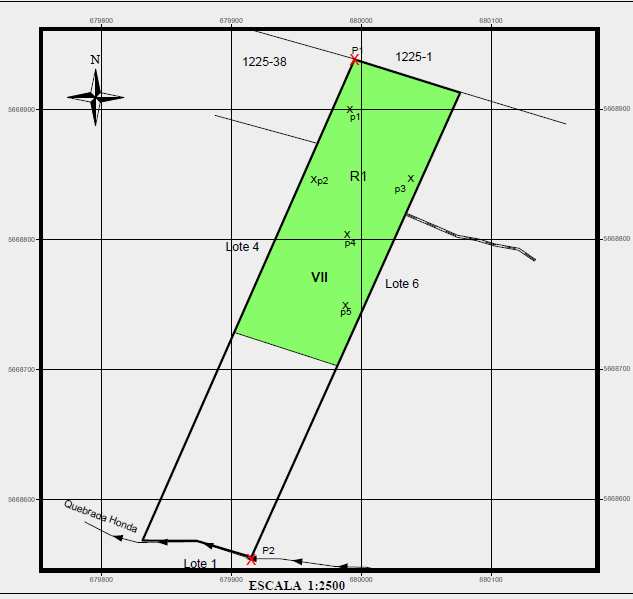 679800 679900 680000 680100
P1
1225-38
1225-1
N
5668900
5668900
p1
R1
p2
p3
Lote 4
p4
5668800
5668800
VII
Lote 6
p5
5668700
5668700
5668600
5668600
Quebrada Honda
P2
Lote 1
679800 679900 680000 680100
ESCALA 1:2500